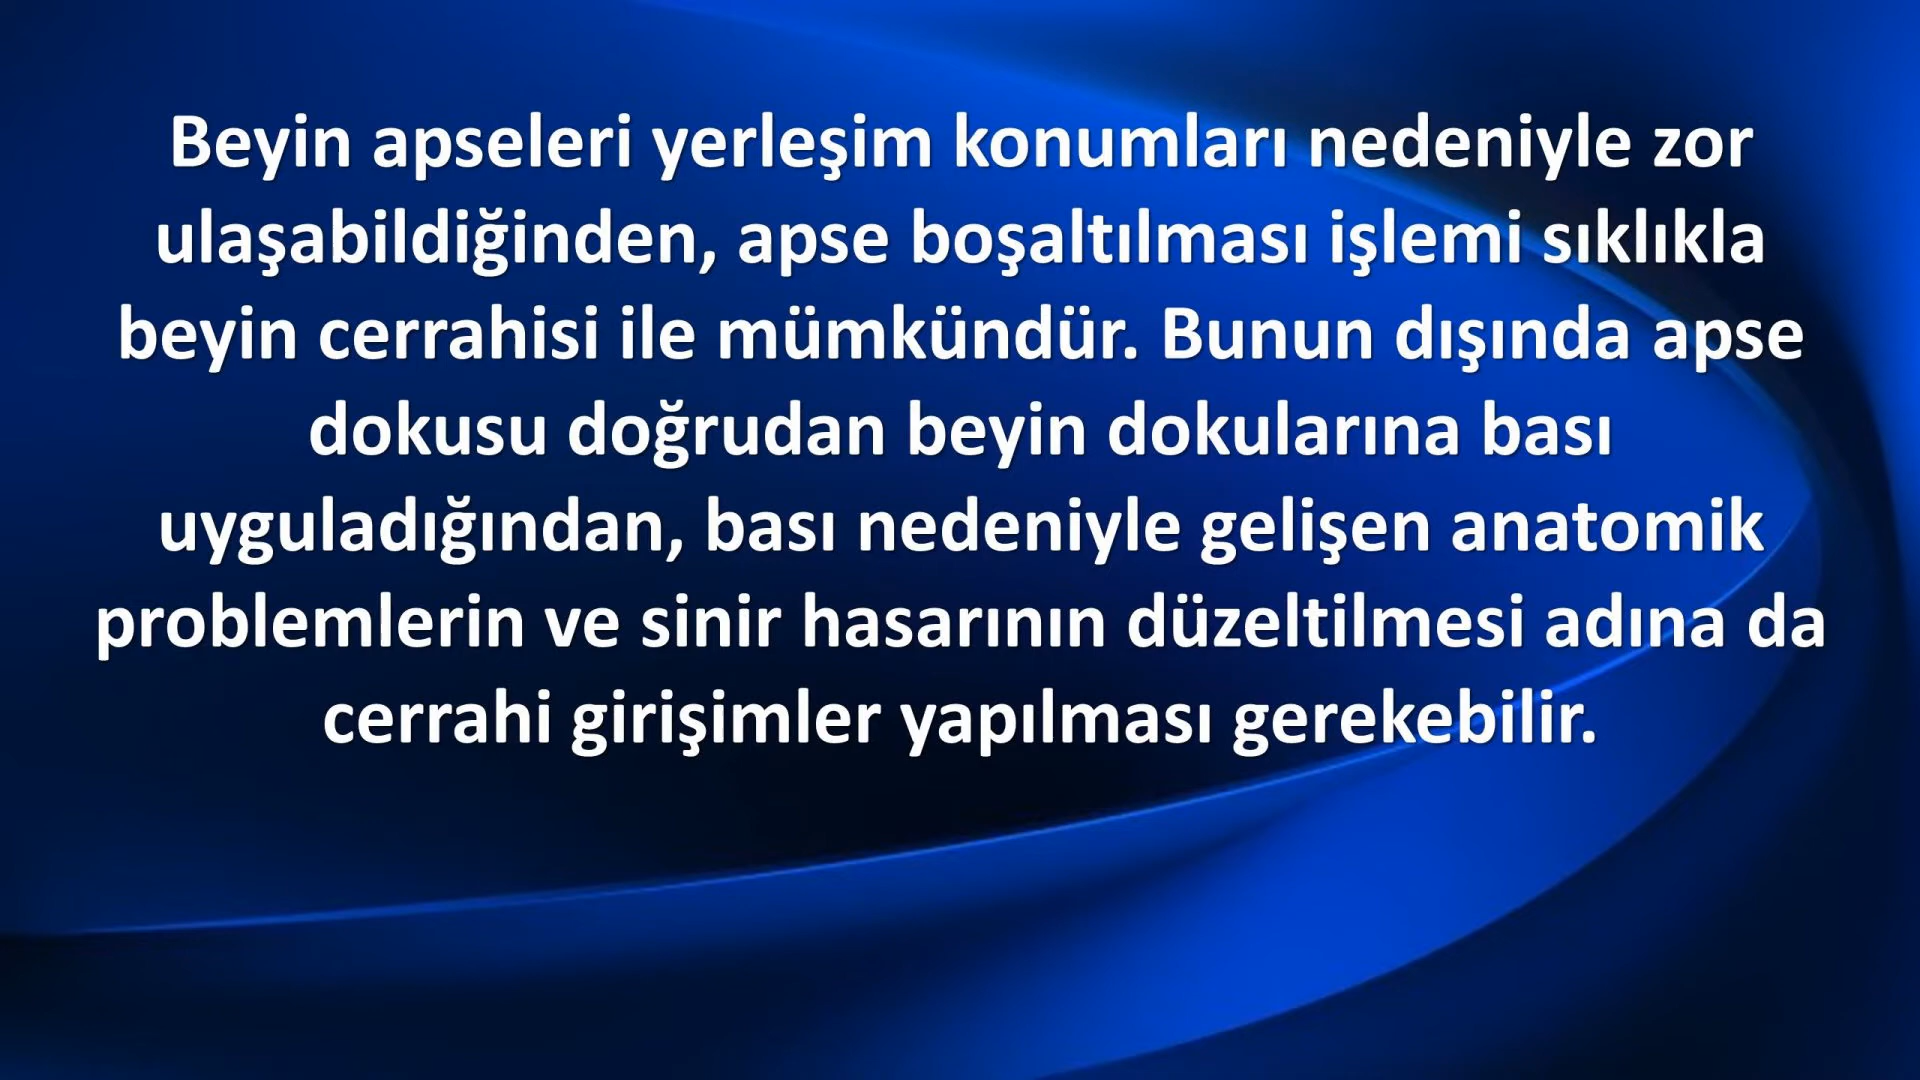 Beyin apseleri yerleşim konumları nedeniyle zor
ulaşabildiğinden, apse boşaltılması işlemi sıklıkla
beyin cerrahisi ile mümkündür. Bunun dışında apse
dokusu doğrudan beyin dokularına bası
uyguladığından, bası nedeniyle gelişen anatomik
problemlerin ve sinir hasarının düzeltilmesi adına da
cerrahi girişimler yapılması gerekebilir.